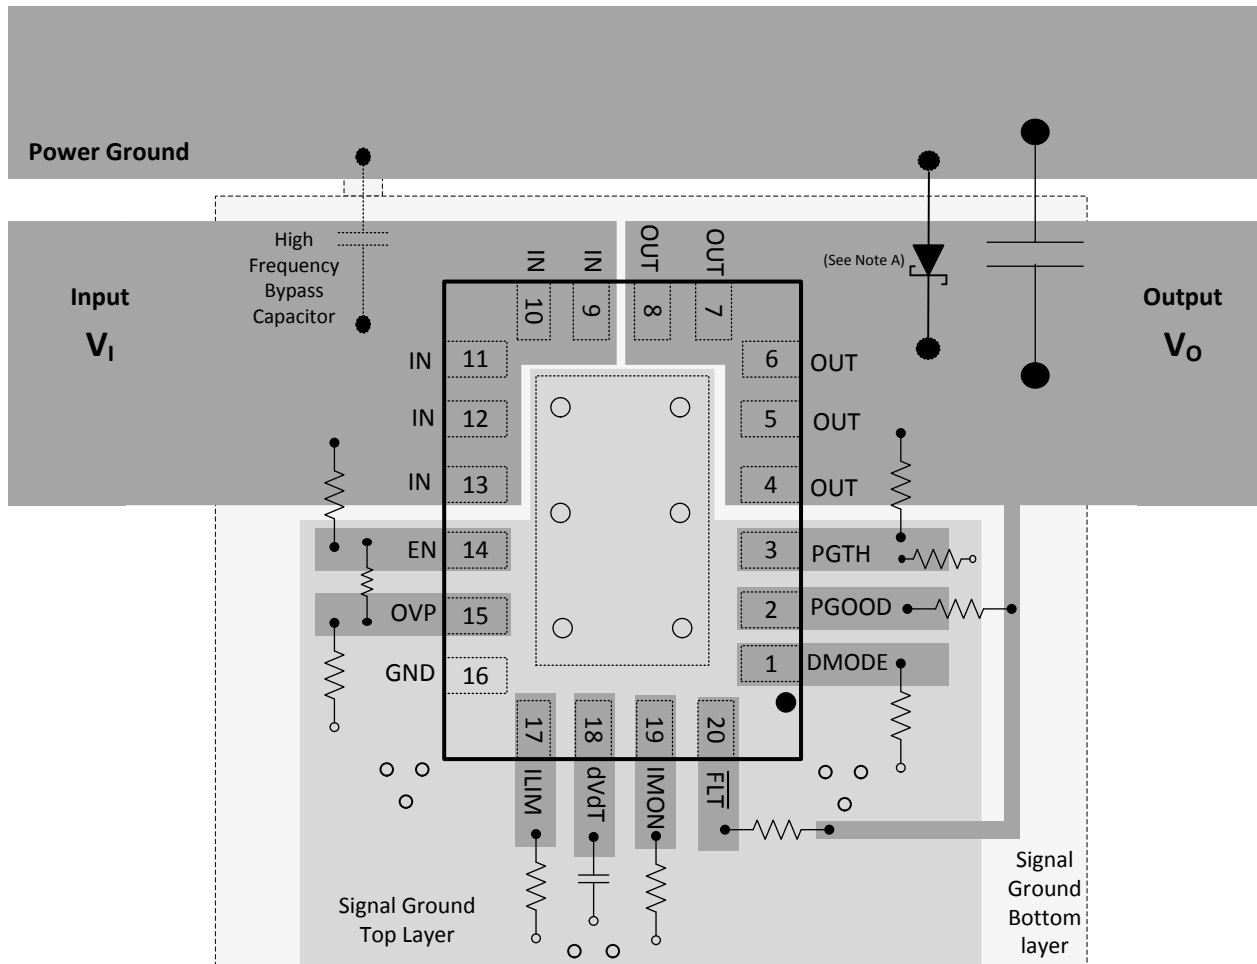 Power Ground
High
Frequency
Bypass
Capacitor
(See Note A)
Input
V_I
Output
V_O
IN
IN
OUT
OUT
10
9
8
7
IN
11
6
OUT
IN
12
5
OUT
IN
13
4
OUT
EN
14
3
PGTH
OVP
15
2
PGOOD
GND
16
1
DMODE
17
18
19
20
ILIM
dVdT
IMON
FLT
Signal Ground
Top Layer
Signal
Ground
Bottom
layer